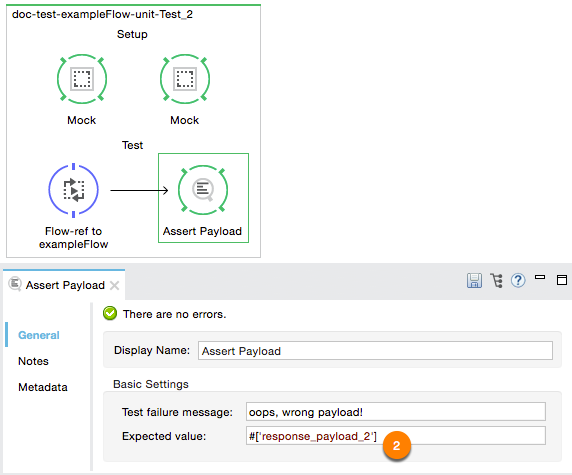 doc-test-exampleFlow-unit-Test_2
Setup
Mock
Mock
Test
Flow-ref to
exampleFlow
Assert Payload
Assert Payload
There are no errors.
General
Notes
Metadata
Display Name: Assert Payload
Basic Settings
Test failure message: oops, wrong payload!
Expected value: #['response_payload_2']
2